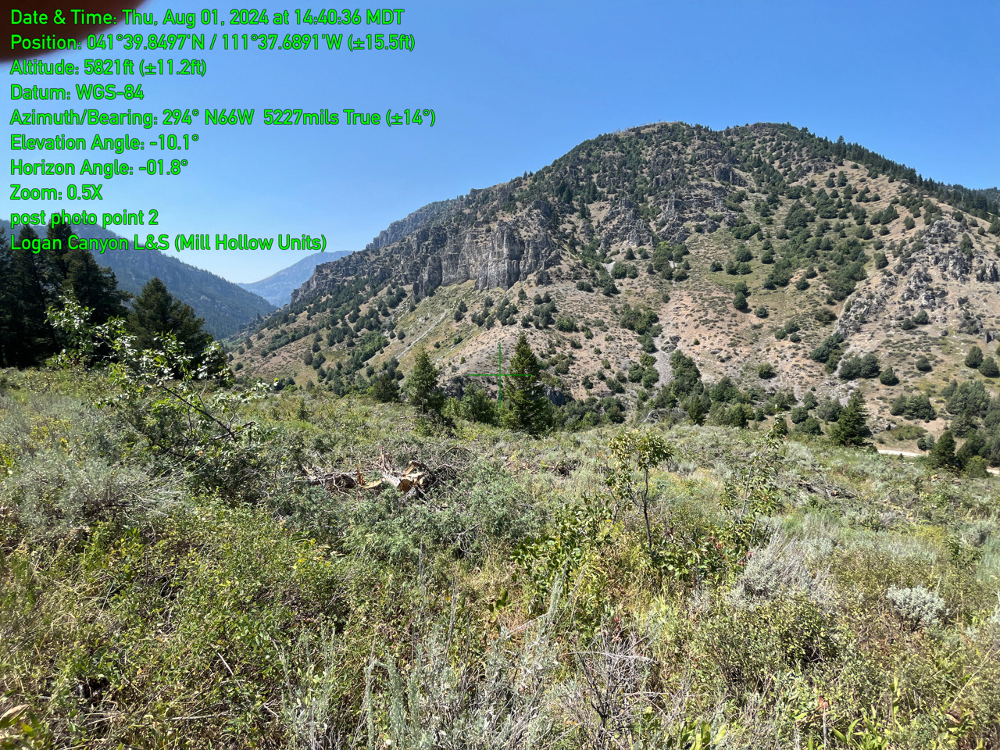 Date & Time: Thu, Aug 01, 2024 at 14:40:36 MDT
Position: 041°39.8497'N / 111°37.6891'W (±15.5ft)
Altitude: 5821ft (±11.2ft)
Datum: WGS-84
Azimuth/Bearing: 294° N66W  5227mils True (±14°)
Elevation Angle: -10.1°
Horizon Angle: -01.8°
Zoom: 0.5X
post photo point 2
Logan Canyon L&S (Mill Hollow Units)